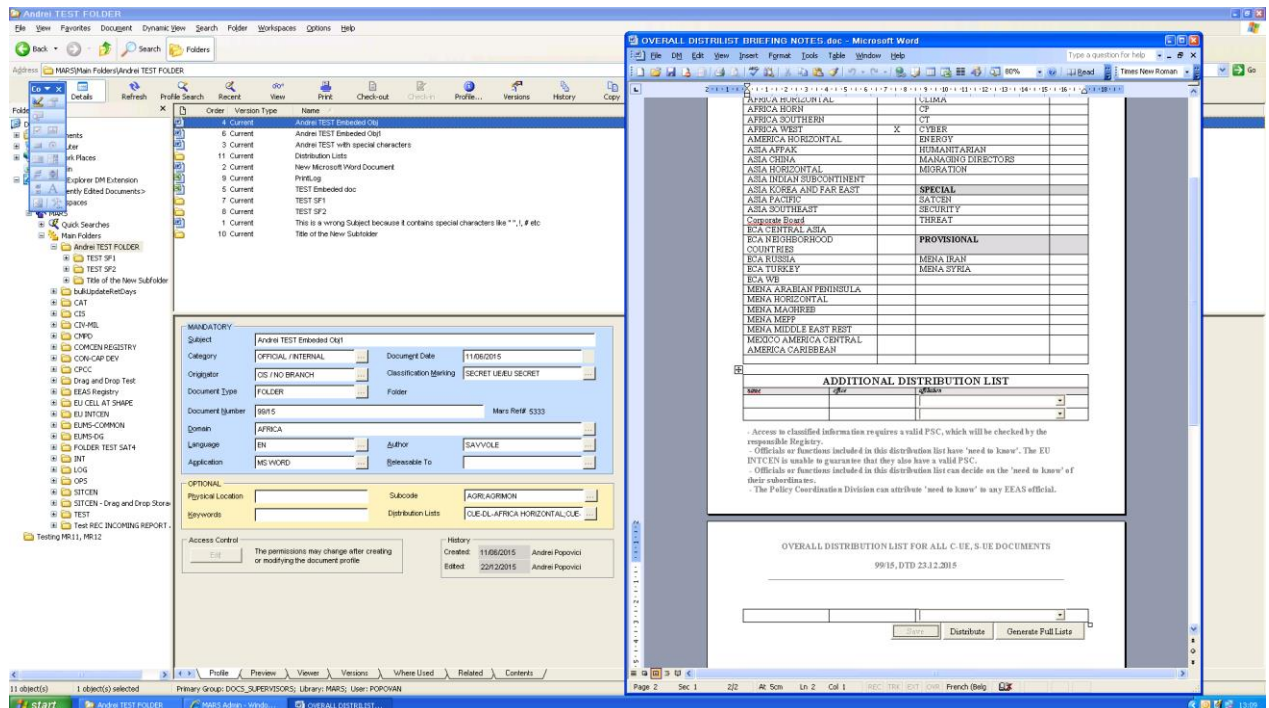 Andrei TEST FOLDER
File View Favorites Document Dynamic View Search Folder Workspaces Options Help
Back Search Folders
Address MARS\Main Folders\Andrei TEST FOLDER Go
Details Refresh Profile Search Recent View Print Check-out Check-in Profile... Versions History Copy
Order Version Type Name
4 Current Andrei TEST Embeded Obj
6 Current Andrei TEST Embeded Obj1
3 Current Andrei TEST with special characters
11 Current Distribution Lists
2 Current New Microsoft Word Document
9 Current PrintLog
5 Current TEST Embeded doc
7 Current TEST SF1
8 Current TEST SF2
1 Current This is a wrong Subject because it contains special characters like " ", !, # etc
10 Current Title of the New Subfolder
Explorer DM Extension
ently Edited Documents>
MARS
Quick Searches
Main Folders
Andrei TEST FOLDER
TEST SF1
TEST SF2
Title of the New Subfolder
bulkUpdateRetDays
CAT
CIS
CIV-MIL
CMPD
COMCEN REGISTRY
CON-CAP DEV
CPCC
Drag and Drop Test
EEAS Registry
EU CELL AT SHAPE
EU INTCEN
EUMS-COMMON
EUMS-DG
FOLDER TEST SAT4
INT
LOG
OPS
SITCEN
SITCEN - Drag and Drop Stora
TEST
Test REC INCOMING REPORT
Testing MR11, MR12
MANDATORY
Subject Andrei TEST Embeded Obj1
Category OFFICIAL / INTERNAL Document Date 11/06/2015
Originator CIS / NO BRANCH Classification Marking SECRET UE/EU SECRET
Document Type FOLDER Folder
Document Number 99/15 Mars Ref# 5333
Domain AFRICA
Language EN Author SAVVOLE
Application MS WORD Releasable To
OPTIONAL
Physical Location Subcode AGRI;AGRIMON
Keywords Distribution Lists CUE-DL-AFRICA HORIZONTAL;CUE-
Access Control
Edit The permissions may change after creating
or modifying the document profile
History
Created: 11/06/2015 Andrei Popovici
Edited: 22/12/2015 Andrei Popovici
Profile Preview Viewer Versions Where Used Related Contents
11 object(s) 1 object(s) selected Primary Group: DOCS_SUPERVISORS; Library: MARS; User: POPOVAN
OVERALL DISTRILIST BRIEFING NOTES.doc - Microsoft Word
File DM Edit View Insert Format Tools Table Window Help Type a question for help
80% Read Times New Roman
AFRICA HORIZONTAL CLIMA
AFRICA HORN CP
AFRICA SOUTHERN CT
AFRICA WEST X CYBER
AMERICA HORIZONTAL ENERGY
ASIA AFPAK HUMANITARIAN
ASIA CHINA MANAGING DIRECTORS
ASIA HORIZONTAL MIGRATION
ASIA INDIAN SUBCONTINENT
ASIA KOREA AND FAR EAST SPECIAL
ASIA PACIFIC SATCEN
ASIA SOUTHEAST SECURITY
Corporate Board THREAT
ECA CENTRAL ASIA
ECA NEIGHBORHOOD COUNTRIES PROVISIONAL
ECA RUSSIA MENA IRAN
ECA TURKEY MENA SYRIA
ECA WB
MENA ARABIAN PENINSULA
MENA HORIZONTAL
MENA MAGHREB
MENA MEPP
MENA MIDDLE EAST REST
MEXICO AMERICA CENTRAL
AMERICA CARIBBEAN
ADDITIONAL DISTRIBUTION LIST
name office affiliation
- Access to classified information requires a valid PSC, which will be checked by the
responsible Registry.
- Officials or functions included in this distribution list have 'need to know'. The EU
INTCEN is unable to guarantee that they also have a valid PSC.
- Officials or functions included in this distribution list can decide on the 'need to know' of
their subordinates.
- The Policy Coordination Division can attribute 'need to know' to any EEAS official.
OVERALL DISTRIBUTION LIST FOR ALL C-UE, S-UE DOCUMENTS
99/15, DTD 23.12.2015
Save Distribute Generate Full Lists
Page 2 Sec 1 2/2 At 5cm Ln 2 Col 1 REC TRK EXT OVR French (Belg
start Andrei TEST FOLDER MARS Admin - Windo... OVERALL DISTRILIST... 13:09